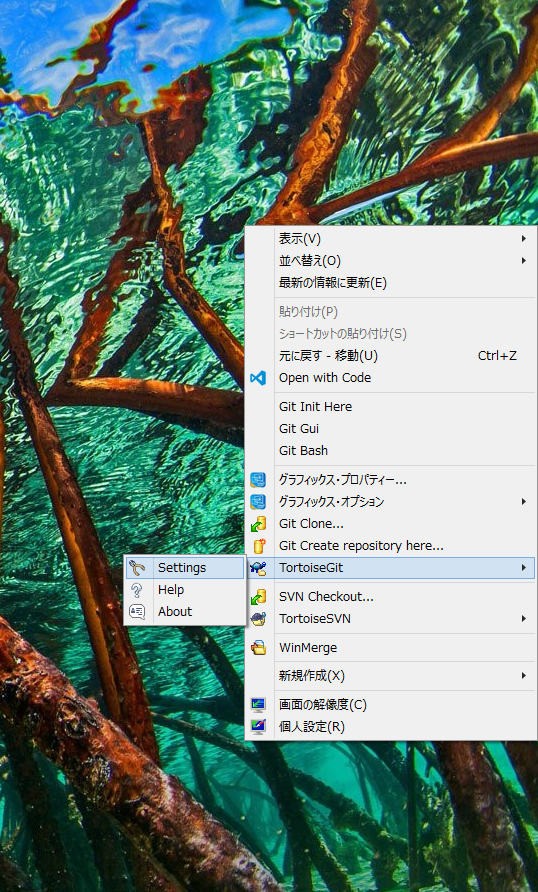 表示(V)
並べ替え(O)
最新の情報に更新(E)
貼り付け(P)
ショートカットの貼り付け(S)
元に戻す - 移動(U) Ctrl+Z
Open with Code
Git Init Here
Git Gui
Git Bash
グラフィックス・プロパティー...
グラフィックス・オプション
Git Clone...
Git Create repository here...
TortoiseGit
Settings
Help
About
SVN Checkout...
TortoiseSVN
WinMerge
新規作成(X)
画面の解像度(C)
個人設定(R)